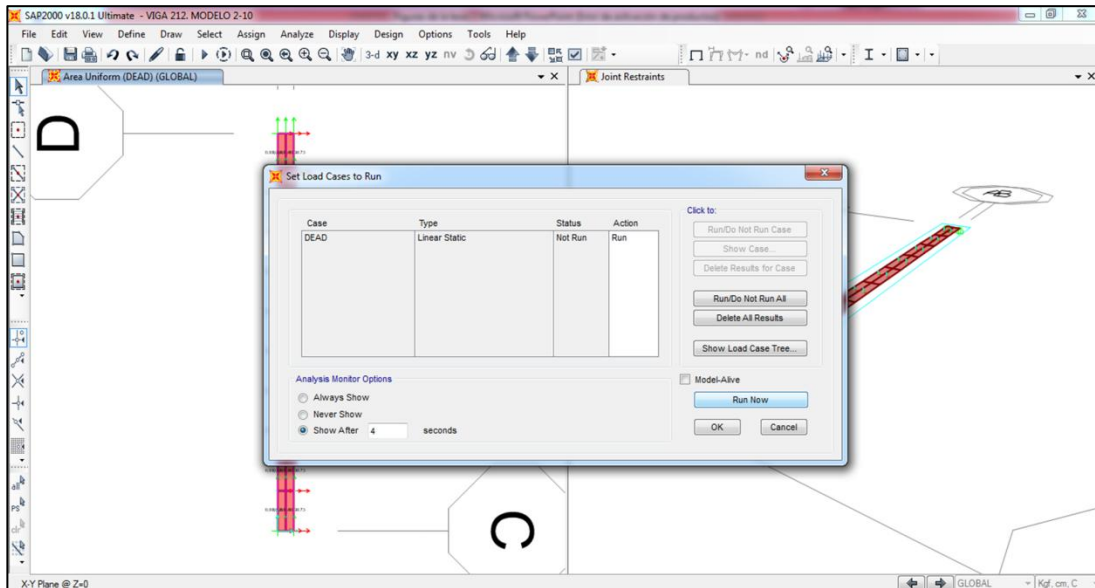 SAP2000 v18.0.1 Ultimate - VIGA 212. MODELO 2-10
File Edit View Define Draw Select Assign Analyze Display Design Options Tools Help
3-d xy xz yz nv
nd
Area Uniform (DEAD) (GLOBAL)
Joint Restraints
D
Set Load Cases to Run
Click to:
Case Type Status Action
DEAD Linear Static Not Run Run
Run/Do Not Run Case
Show Case...
Delete Results for Case
Run/Do Not Run All
Delete All Results
Show Load Case Tree...
Analysis Monitor Options
Always Show
Never Show
Show After 4 seconds
Model-Alive
Run Now
OK Cancel
all
PS
clr
C
X-Y Plane @ Z=0
GLOBAL
Kgf, cm, C